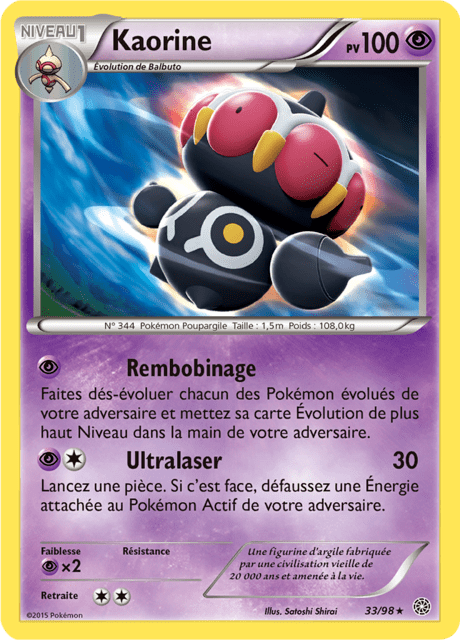 NIVEAU 1
Kaorine
PV 100
Évolution de Balbuto
N° 344 Pokémon Poupargile Taille : 1,5m Poids : 108,0kg
Rembobinage
Faites dés-évoluer chacun des Pokémon évolués de
votre adversaire et mettez sa carte Évolution de plus
haut Niveau dans la main de votre adversaire.
Ultralaser 30
Lancez une pièce. Si c'est face, défaussez une Énergie
attachée au Pokémon Actif de votre adversaire.
Faiblesse Résistance
×2
Retraite
Une figurine d'argile fabriquée
par une civilisation vieille de
20 000 ans et amenée à la vie.
©2015 Pokémon
Illus. Satoshi Shirai
33/98 ★